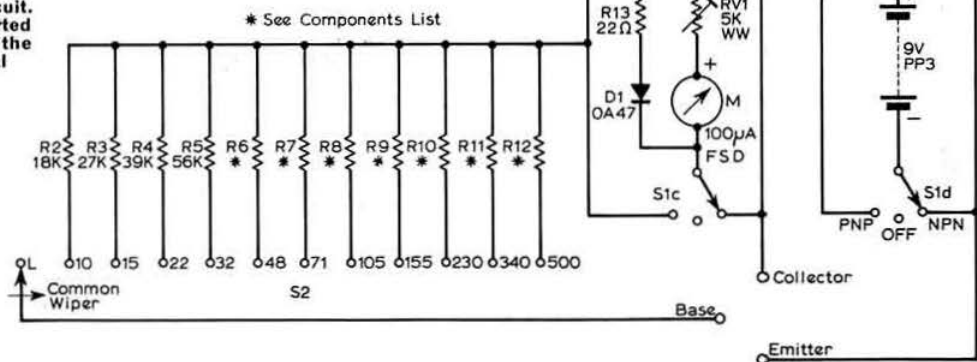 cuit.
rted
the
l
* See Components List
R13
22Ω
RV1
5K
WW
9V
PP3
D1
OA47
+
M
100µA
FSD
−
R2
18K
R3
27K
R4
39K
R5
56K
R6
*
R7
*
R8
*
R9
*
R10
*
R11
*
R12
*
S1c
S1d
PNP
OFF
NPN
L
10
15
22
32
48
71
105
155
230
340
500
Common
Wiper
S2
Collector
Base
Emitter